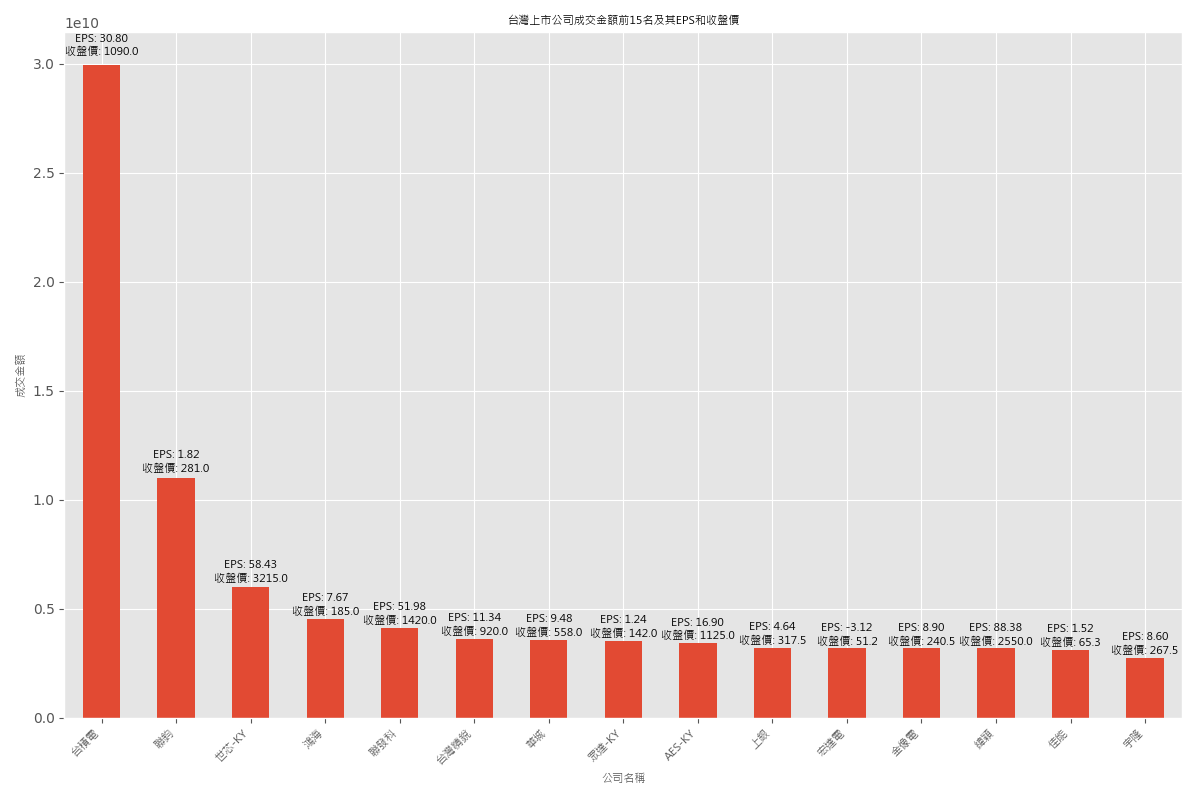 台灣上市公司成交金額前15名及其EPS和收盤價
1e10
3.0
2.5
2.0
1.5
1.0
0.5
0.0
成交金額
EPS: 30.80
收盤價: 1090.0
EPS: 1.82
收盤價: 281.0
EPS: 58.43
收盤價: 3215.0
EPS: 7.67
收盤價: 185.0
EPS: 51.98
收盤價: 1420.0
EPS: 11.34
收盤價: 920.0
EPS: 9.48
收盤價: 558.0
EPS: 1.24
收盤價: 142.0
EPS: 16.90
收盤價: 1125.0
EPS: 4.64
收盤價: 317.5
EPS: -3.12
收盤價: 51.2
EPS: 8.90
收盤價: 240.5
EPS: 88.38
收盤價: 2550.0
EPS: 1.52
收盤價: 65.3
EPS: 8.60
收盤價: 267.5
台積電
聯鈞
世芯-KY
鴻海
聯發科
台灣精銳
華城
眾達-KY
AES-KY
上銀
宏達電
金像電
緯穎
佳能
宇隆
公司名稱